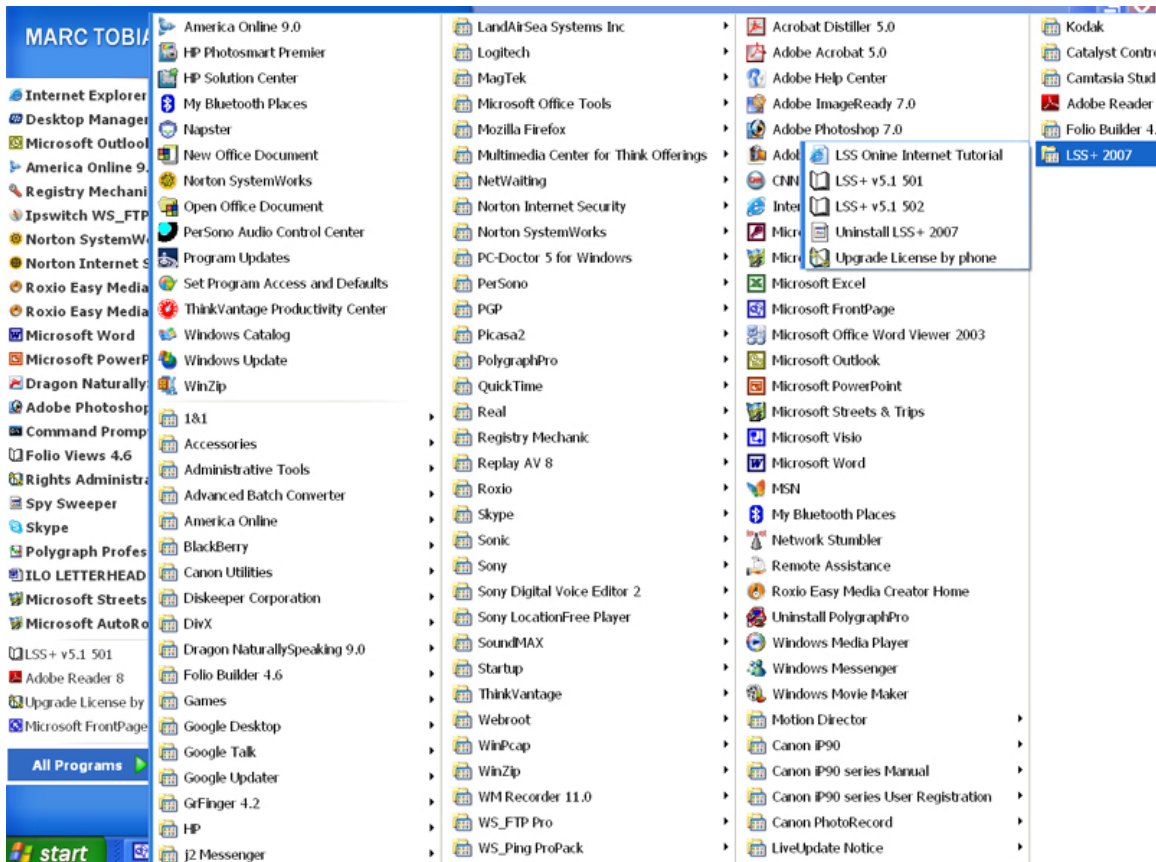 MARC TOBIA
Internet Explorer
Desktop Manager
Microsoft Outlool
America Online 9.
Registry Mechani
Ipswitch WS_FTP
Norton SystemW
Norton Internet S
Roxio Easy Media
Roxio Easy Media
Microsoft Word
Microsoft PowerP
Dragon Naturally
Adobe Photoshop
Command Promp
Folio Views 4.6
Rights Administra
Spy Sweeper
Skype
Polygraph Profes
ILO LETTERHEAD
Microsoft Streets
Microsoft AutoRo
LSS+ v5.1 501
Adobe Reader 8
Upgrade License by
Microsoft FrontPage
All Programs
start
America Online 9.0
HP Photosmart Premier
HP Solution Center
My Bluetooth Places
Napster
New Office Document
Norton SystemWorks
Open Office Document
PerSono Audio Control Center
Program Updates
Set Program Access and Defaults
ThinkVantage Productivity Center
Windows Catalog
Windows Update
WinZip
1&1
Accessories
Administrative Tools
Advanced Batch Converter
America Online
BlackBerry
Canon Utilities
Diskeeper Corporation
DivX
Dragon NaturallySpeaking 9.0
Folio Builder 4.6
Games
Google Desktop
Google Talk
Google Updater
GrFinger 4.2
HP
j2 Messenger
LandAirSea Systems Inc
Logitech
MagTek
Microsoft Office Tools
Mozilla Firefox
Multimedia Center for Think Offerings
NetWaiting
Norton Internet Security
Norton SystemWorks
PC-Doctor 5 for Windows
PerSono
PGP
Picasa2
PolygraphPro
QuickTime
Real
Registry Mechanic
Replay AV 8
Roxio
Skype
Sonic
Sony
Sony Digital Voice Editor 2
Sony LocationFree Player
SoundMAX
Startup
ThinkVantage
Webroot
WinPcap
WinZip
WM Recorder 11.0
WS_FTP Pro
WS_Ping ProPack
Acrobat Distiller 5.0
Adobe Acrobat 5.0
Adobe Help Center
Adobe ImageReady 7.0
Adobe Photoshop 7.0
Adol
CNN
Inter
Micr
Micr
Microsoft Excel
Microsoft FrontPage
Microsoft Office Word Viewer 2003
Microsoft Outlook
Microsoft PowerPoint
Microsoft Streets & Trips
Microsoft Visio
Microsoft Word
MSN
My Bluetooth Places
Network Stumbler
Remote Assistance
Roxio Easy Media Creator Home
Uninstall PolygraphPro
Windows Media Player
Windows Messenger
Windows Movie Maker
Motion Director
Canon iP90
Canon iP90 series Manual
Canon iP90 series User Registration
Canon PhotoRecord
LiveUpdate Notice
LSS Onine Internet Tutorial
LSS+ v5.1 501
LSS+ v5.1 502
Uninstall LSS+ 2007
Upgrade License by phone
Kodak
Catalyst Contro
Camtasia Stud
Adobe Reader
Folio Builder 4.
LSS+ 2007